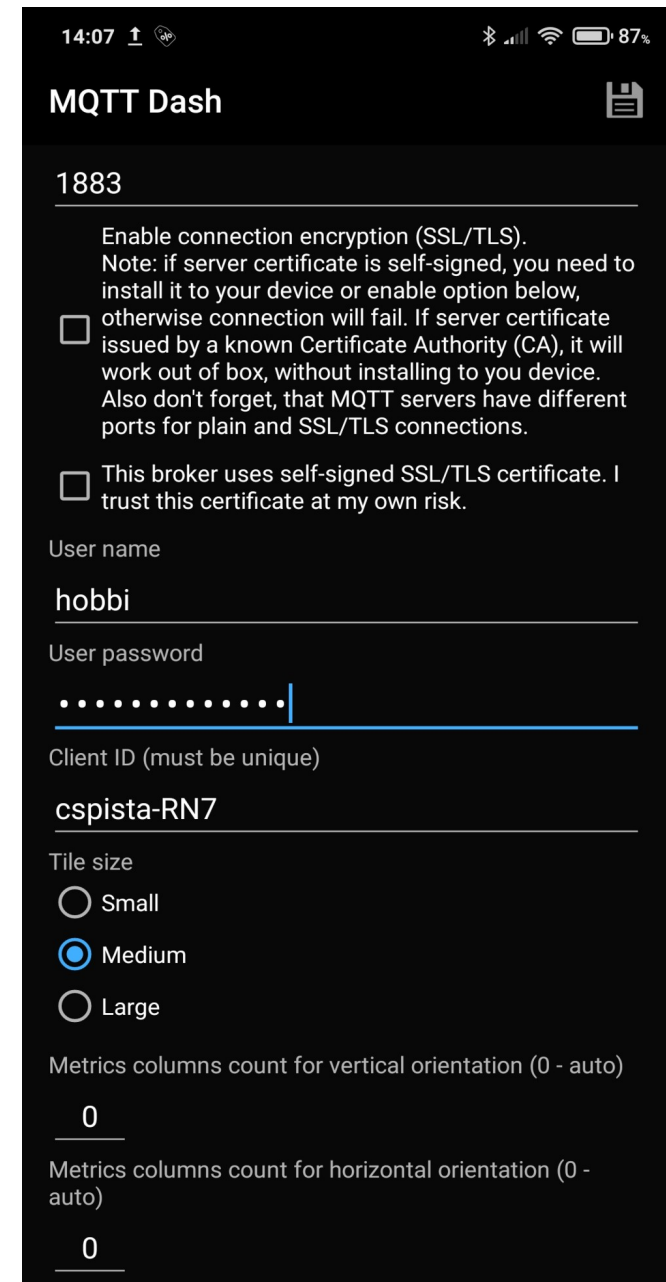 14:07 87%
MQTT Dash
1883
Enable connection encryption (SSL/TLS).
Note: if server certificate is self-signed, you need to
install it to your device or enable option below,
otherwise connection will fail. If server certificate
issued by a known Certificate Authority (CA), it will
work out of box, without installing to you device.
Also don't forget, that MQTT servers have different
ports for plain and SSL/TLS connections.
This broker uses self-signed SSL/TLS certificate. I
trust this certificate at my own risk.
User name
hobbi
User password
•••••••••••••
Client ID (must be unique)
cspista-RN7
Tile size
Small
Medium
Large
Metrics columns count for vertical orientation (0 - auto)
0
Metrics columns count for horizontal orientation (0 -
auto)
0